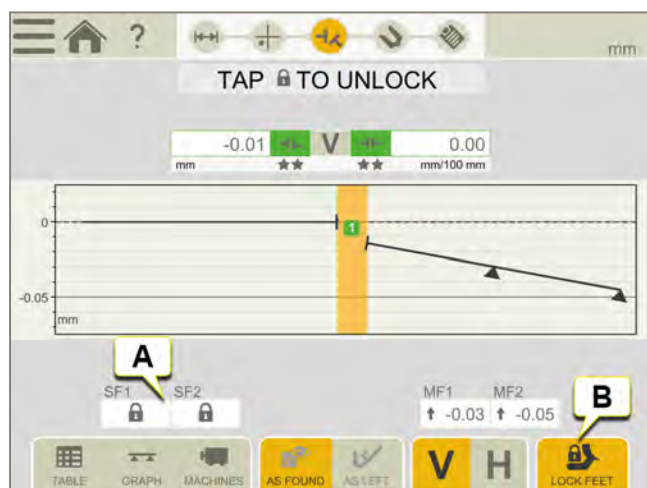 ?
mm
TAP TO UNLOCK
-0.01 V 0.00
mm mm/100 mm
0
1
-0.05
mm
A
SF1 SF2
MF1 MF2
-0.03 -0.05
B
TABLE GRAPH MACHINES AS FOUND AS LEFT V H LOCK FEET